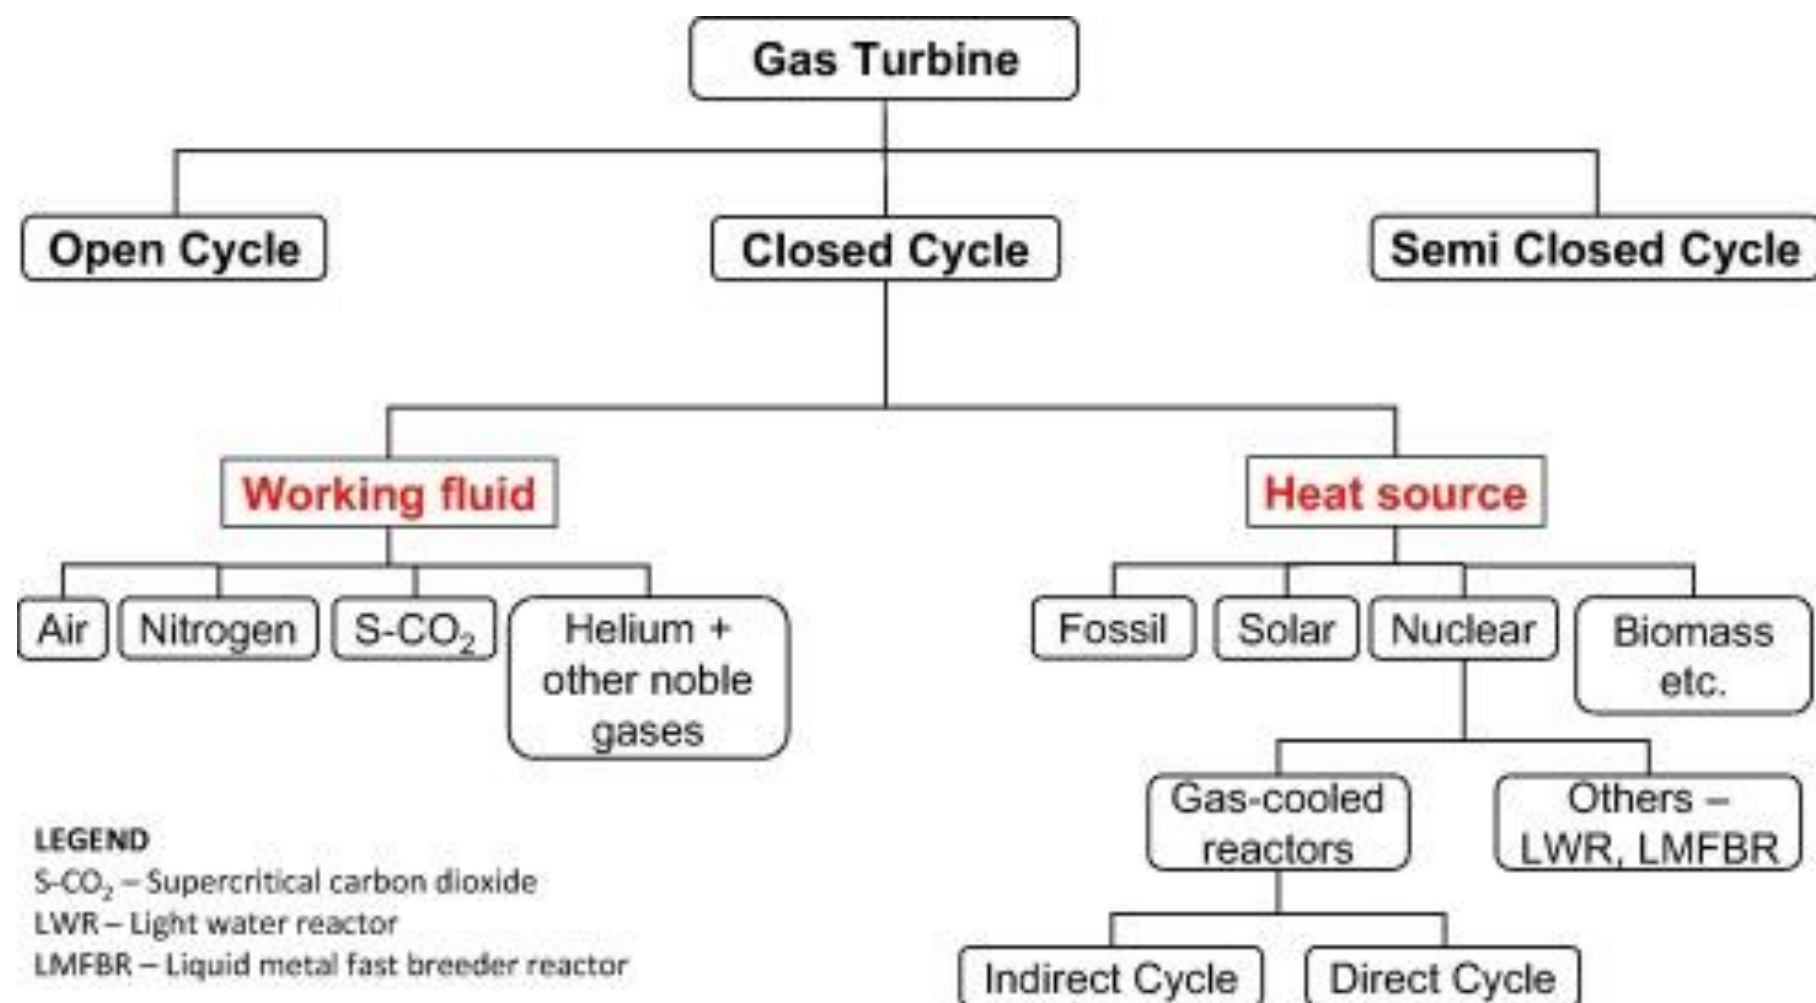 Gas Turbine
Open Cycle
Closed Cycle
Semi Closed Cycle
Working fluid
Heat source
Air
Nitrogen
S-CO₂
Helium +
other noble
gases
Fossil
Solar
Nuclear
Biomass
etc.
Gas-cooled
reactors
Others –
LWR, LMFBR
Indirect Cycle
Direct Cycle
LEGEND
S-CO₂ – Supercritical carbon dioxide
LWR – Light water reactor
LMFBR – Liquid metal fast breeder reactor